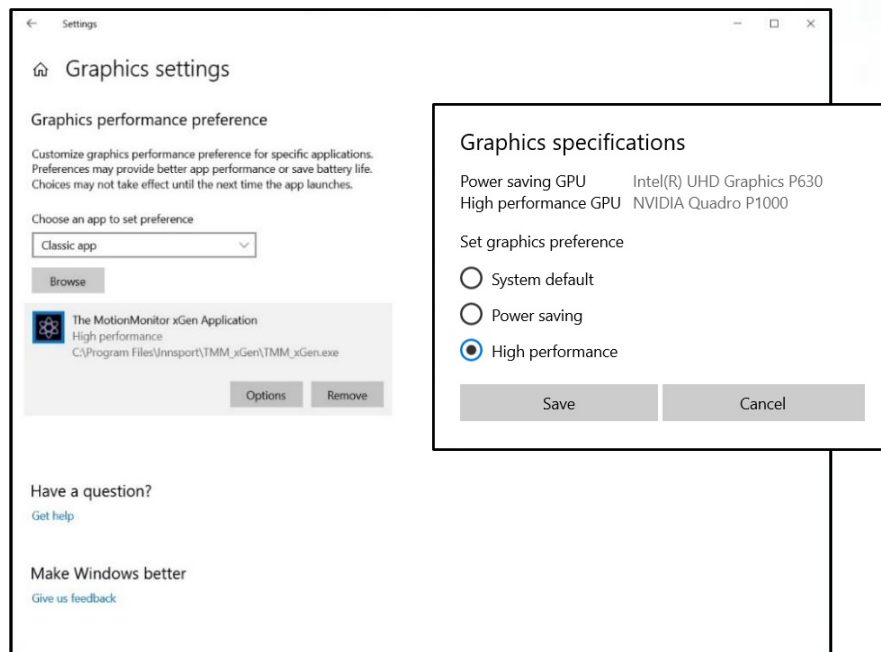 Settings
Graphics settings
Graphics performance preference
Customize graphics performance preference for specific applications.
Preferences may provide better app performance or save battery life.
Choices may not take effect until the next time the app launches.
Choose an app to set preference
Classic app
Browse
The MotionMonitor xGen Application
High performance
C:\Program Files\Innsport\TMM_xGen\TMM_xGen.exe
Options Remove
Have a question?
Get help
Make Windows better
Give us feedback
Graphics specifications
Power saving GPU Intel(R) UHD Graphics P630
High performance GPU NVIDIA Quadro P1000
Set graphics preference
System default
Power saving
High performance
Save Cancel